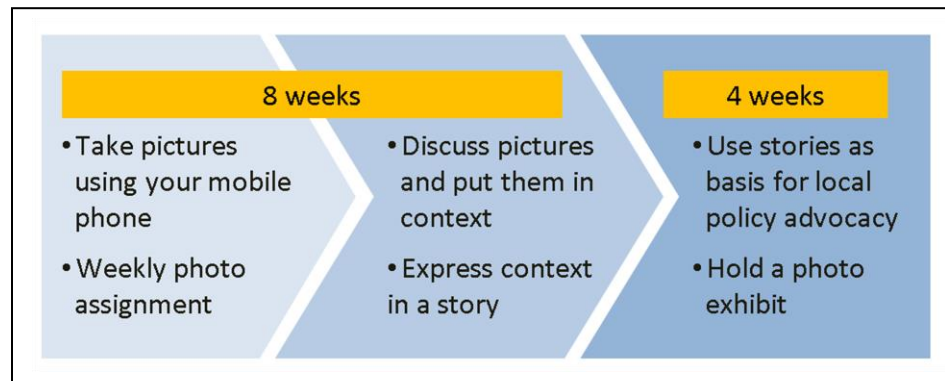 8 weeks
• Take pictures
using your mobile
phone
• Weekly photo
assignment
• Discuss pictures
and put them in
context
• Express context
in a story
4 weeks
• Use stories as
basis for local
policy advocacy
• Hold a photo
exhibit